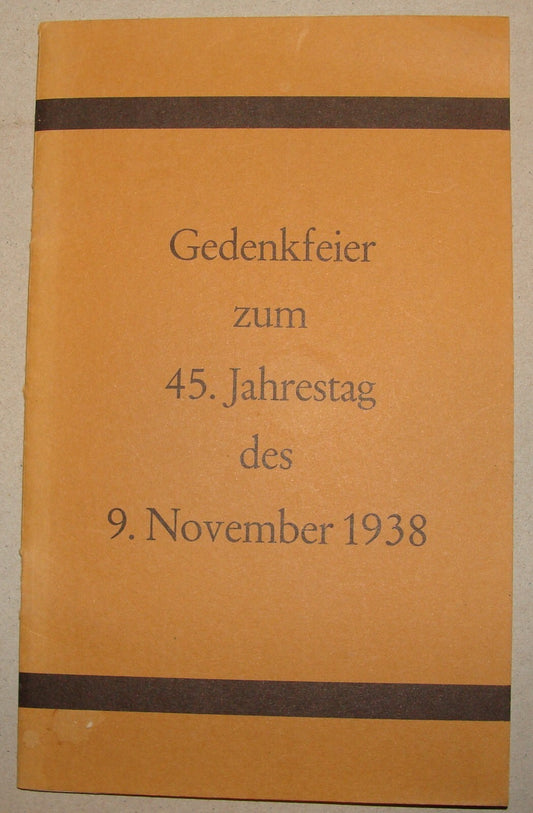 Gedenkfeier
zum
45. Jahrestag
des
9. November 1938